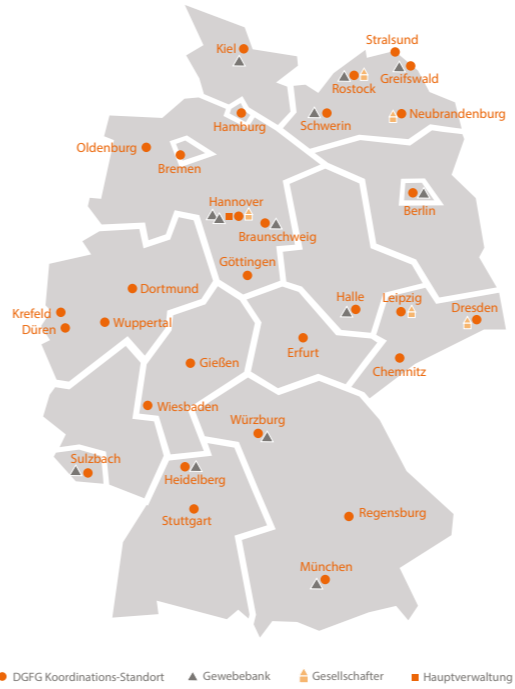 Stralsund
Kiel
Greifswald
Rostock
Neubrandenburg
Schwerin
Hamburg
Oldenburg
Bremen
Hannover
Berlin
Braunschweig
Göttingen
Dortmund
Halle
Leipzig
Dresden
Krefeld
Düren
Wuppertal
Erfurt
Gießen
Chemnitz
Wiesbaden
Würzburg
Sulzbach
Heidelberg
Stuttgart
Regensburg
München
DGFG Koordinations-Standort
Gewebebank
Gesellschafter
Hauptverwaltung